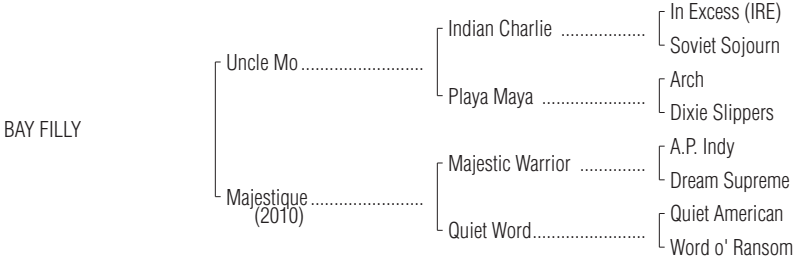 In Excess (IRE)
Indian Charlie ...................
Soviet Sojourn
Uncle Mo ..........................
Arch
Playa Maya ......................
Dixie Slippers
BAY FILLY
A.P. Indy
Majestic Warrior ..............
Dream Supreme
Majestique ........................
(2010)
Quiet American
Quiet Word........................
Word o' Ransom